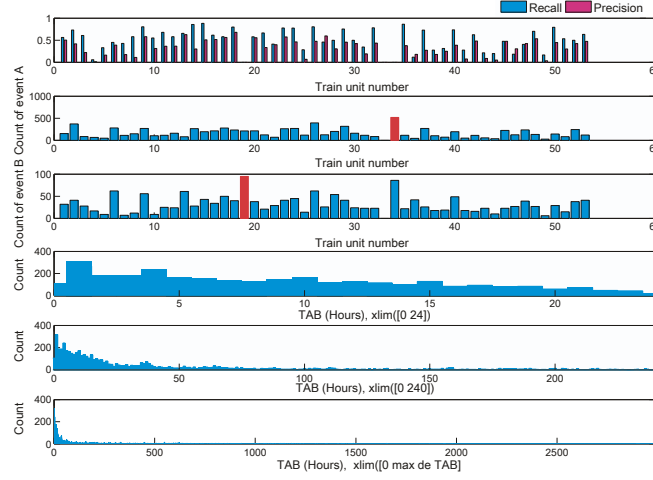 Recall Precision
1
0.5
0
0 10 20 30 40 50 6
Train unit number
Count of event A
1000
500
0
0 10 20 30 40 50 6
Train unit number
Count of event B
100
50
0
0 10 20 30 40 50 6
Train unit number
Count
400
200
0
0 5 10 15 20
TAB (Hours), xlim([0 24])
Count
400
200
0
0 50 100 150 200
TAB (Hours), xlim([0 240])
Count
400
200
0
0 500 1000 1500 2000 2500
TAB (Hours), xlim([0 max de TAB]